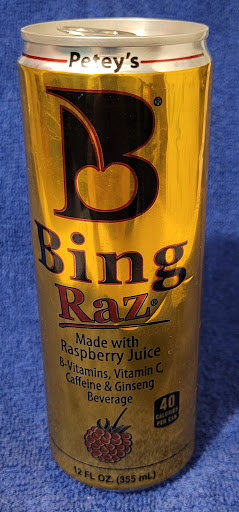 Petey's
B®
Bing
Raz®
Made with
Raspberry Juice
B-Vitamins, Vitamin C,
Caffeine & Ginseng
Beverage
40
CALORIES
PER CAN
12 FL OZ. (355 mL)